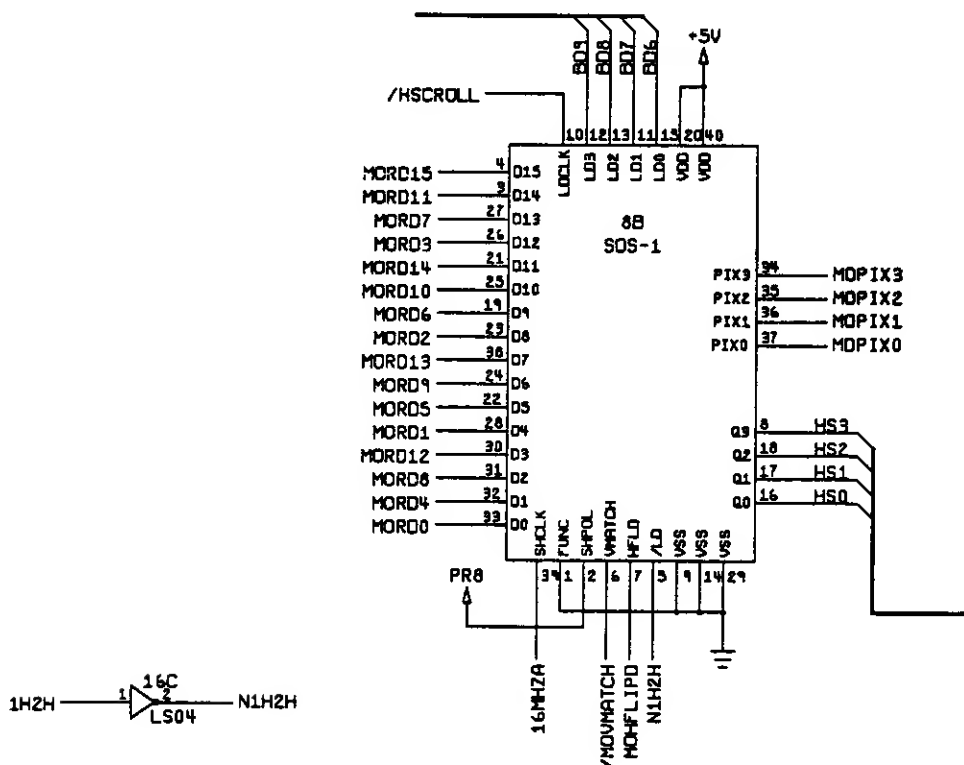 BD9 BD8 BD7 BD6
+5V
/HSCROLL
10 12 13 11 15 20 40
LDCLK LD3 LD2 LD1 LD0 VDD VDD
8B
SOS-1
MORD15 4 D15
MORD11 3 D14
MORD7 27 D13
MORD3 26 D12
MORD14 21 D11
MORD10 25 D10
MORD6 19 D9
MORD2 23 D8
MORD13 38 D7
MORD9 24 D6
MORD5 22 D5
MORD1 28 D4
MORD12 30 D3
MORD8 31 D2
MORD4 32 D1
MORD0 33 D0
PIX3 34 MOPIX3
PIX2 35 MOPIX2
PIX1 36 MOPIX1
PIX0 37 MOPIX0
Q3 8 HS3
Q2 18 HS2
Q1 17 HS1
Q0 16 HS0
SHCLK FUNC SHPOL VMATCH HFLD /LD VSS VSS VSS
39 1 2 6 7 5 9 14 29
PR8
16MHZA /MOVMATCH MOHFLIPD N1H2H
1H2H 1 16C 2 N1H2H
LS04